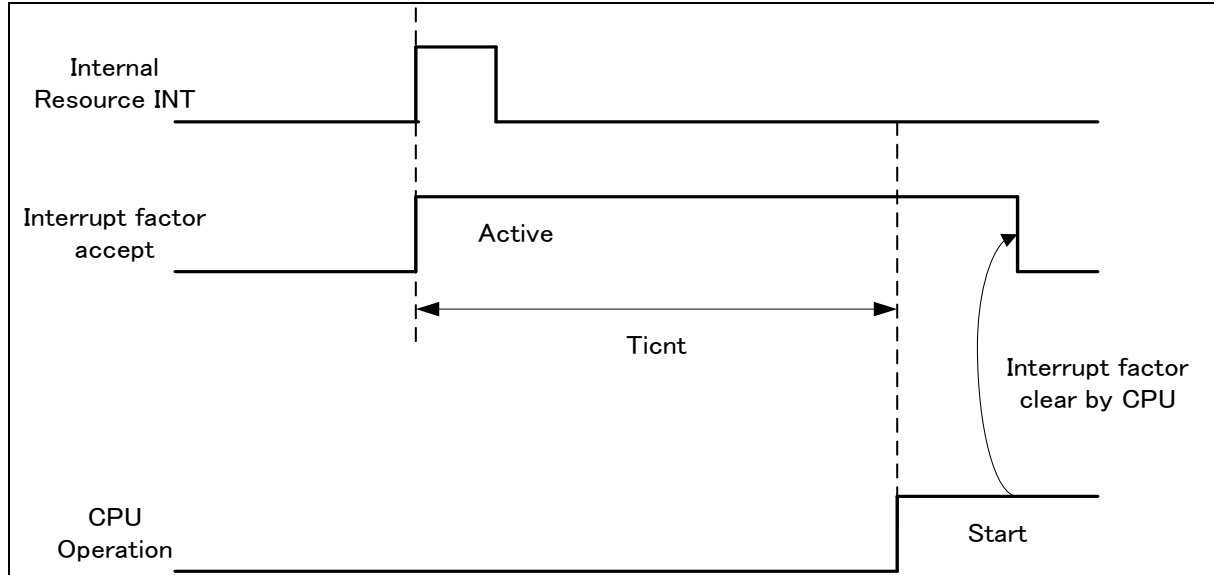 Internal
Resource INT
Interrupt factor
accept
Active
Ticnt
Interrupt factor
clear by CPU
CPU
Operation
Start